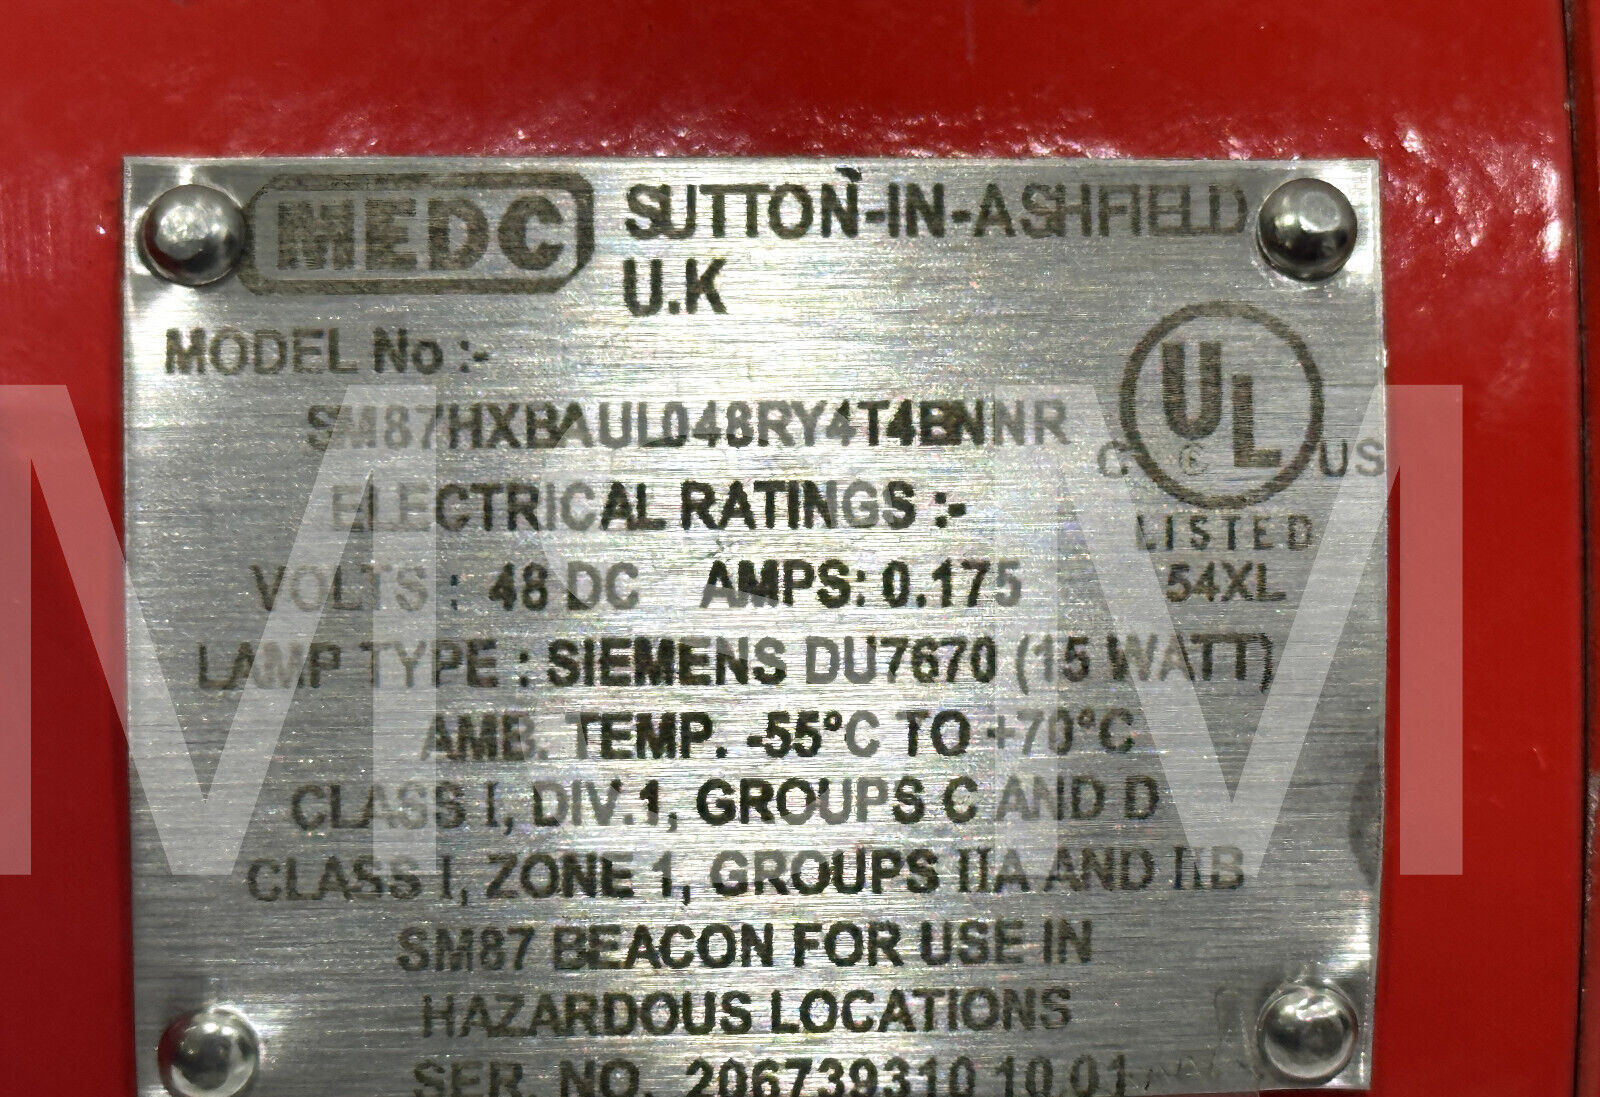 MEDC SUTTON-IN-ASHFIELD
U.K
MODEL No :-
SM87HXBAUL048RY4T4BNNR
ELECTRICAL RATINGS :-
VOLTS : 48 DC AMPS: 0.175
LAMP TYPE : SIEMENS DU7670 (15 WATT)
AMB. TEMP. -55°C TO +70°C
CLASS I, DIV.1, GROUPS C AND D
CLASS I, ZONE 1, GROUPS IIA AND IIB
SM87 BEACON FOR USE IN
HAZARDOUS LOCATIONS
SER. NO. 206739310 10.01
UL
C US
LISTED
54XL
M M